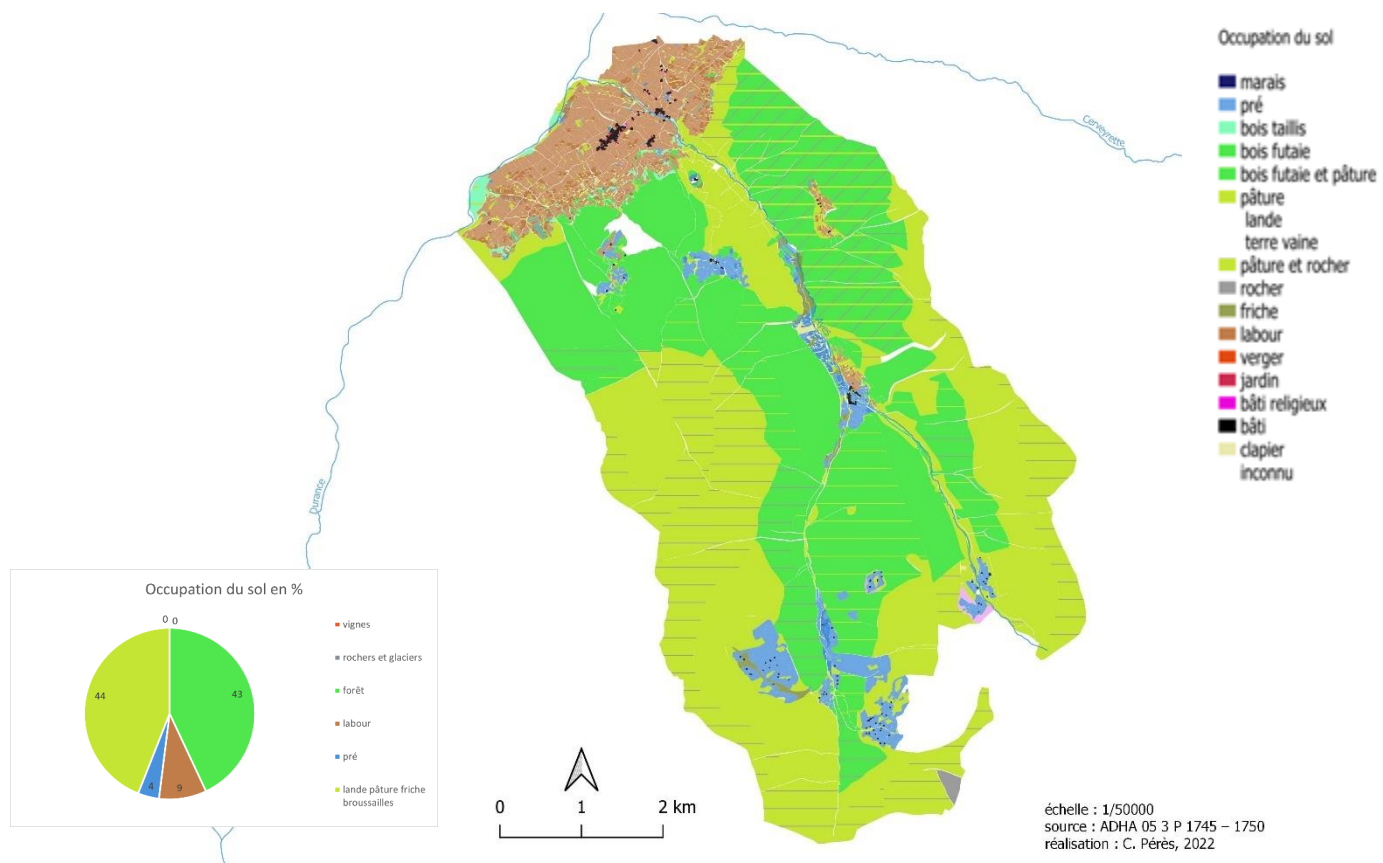 Occupation du sol
marais
pré
bois taillis
bois futaie
bois futaie et pâture
pâture
lande
terre vaine
pâture et rocher
rocher
friche
labour
verger
jardin
bâti religieux
bâti
clapier
inconnu
Cerveyrette
Durance
Occupation du sol en %
0 0
44
43
4
9
vignes
rochers et glaciers
forêt
labour
pré
lande pâture friche
broussailles
0 1 2 km
échelle : 1/50000
source : ADHA 05 3 P 1745 – 1750
réalisation : C. Pérès, 2022